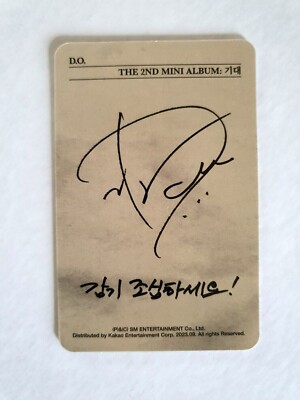 D.O.
THE 2ND MINI ALBUM: 기대
감기 조심하세요!
℗&© SM ENTERTAINMENT Co., Ltd.
Distributed by Kakao Entertainment Corp. 2023.09. All rights Reserved.